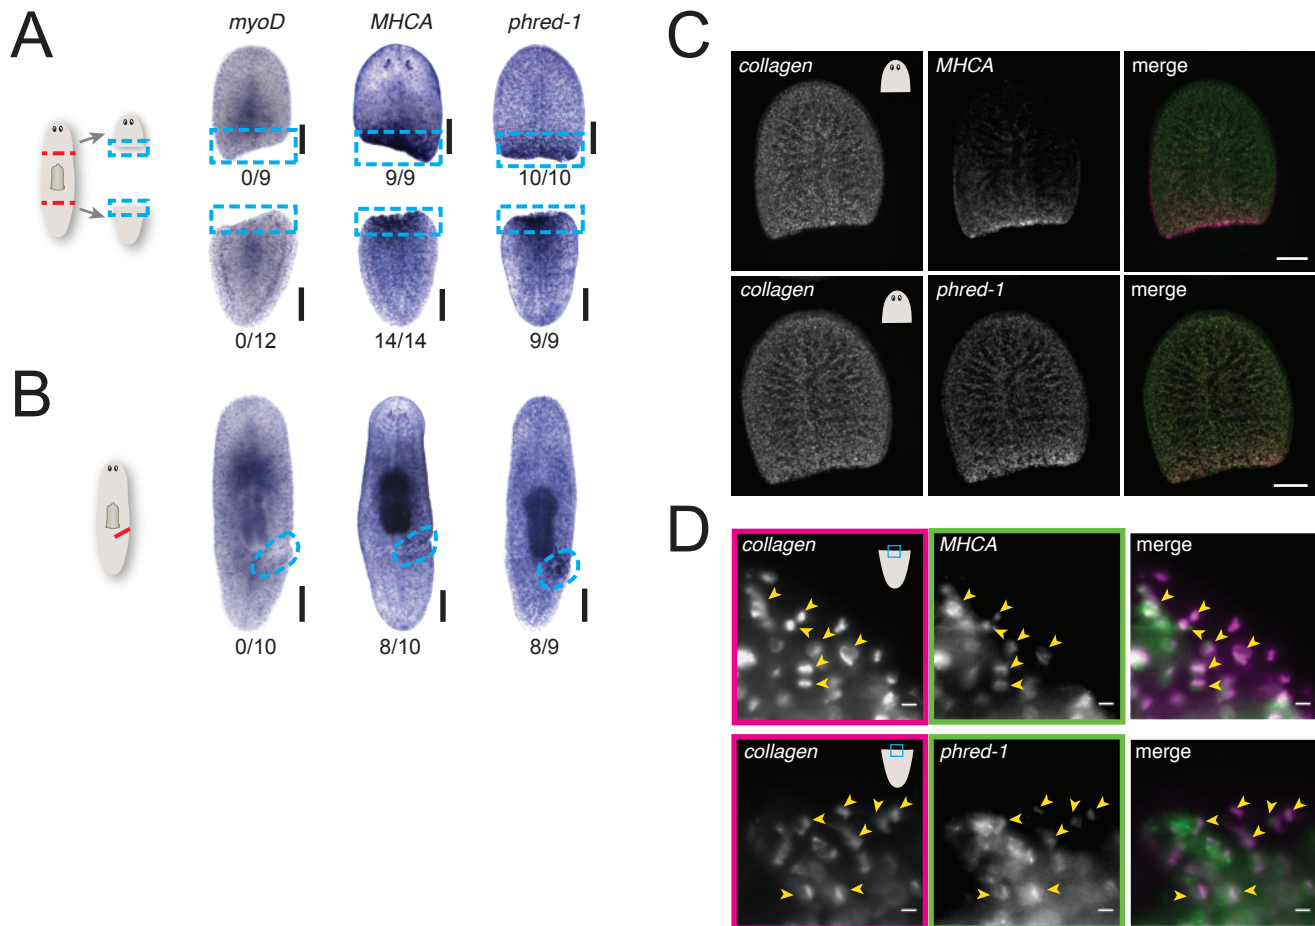 A
myoD
MHCA
phred-1
0/9
9/9
10/10
0/12
14/14
9/9
B
0/10
8/10
8/9
C
collagen
MHCA
merge
collagen
phred-1
merge
D
collagen
MHCA
merge
collagen
phred-1
merge